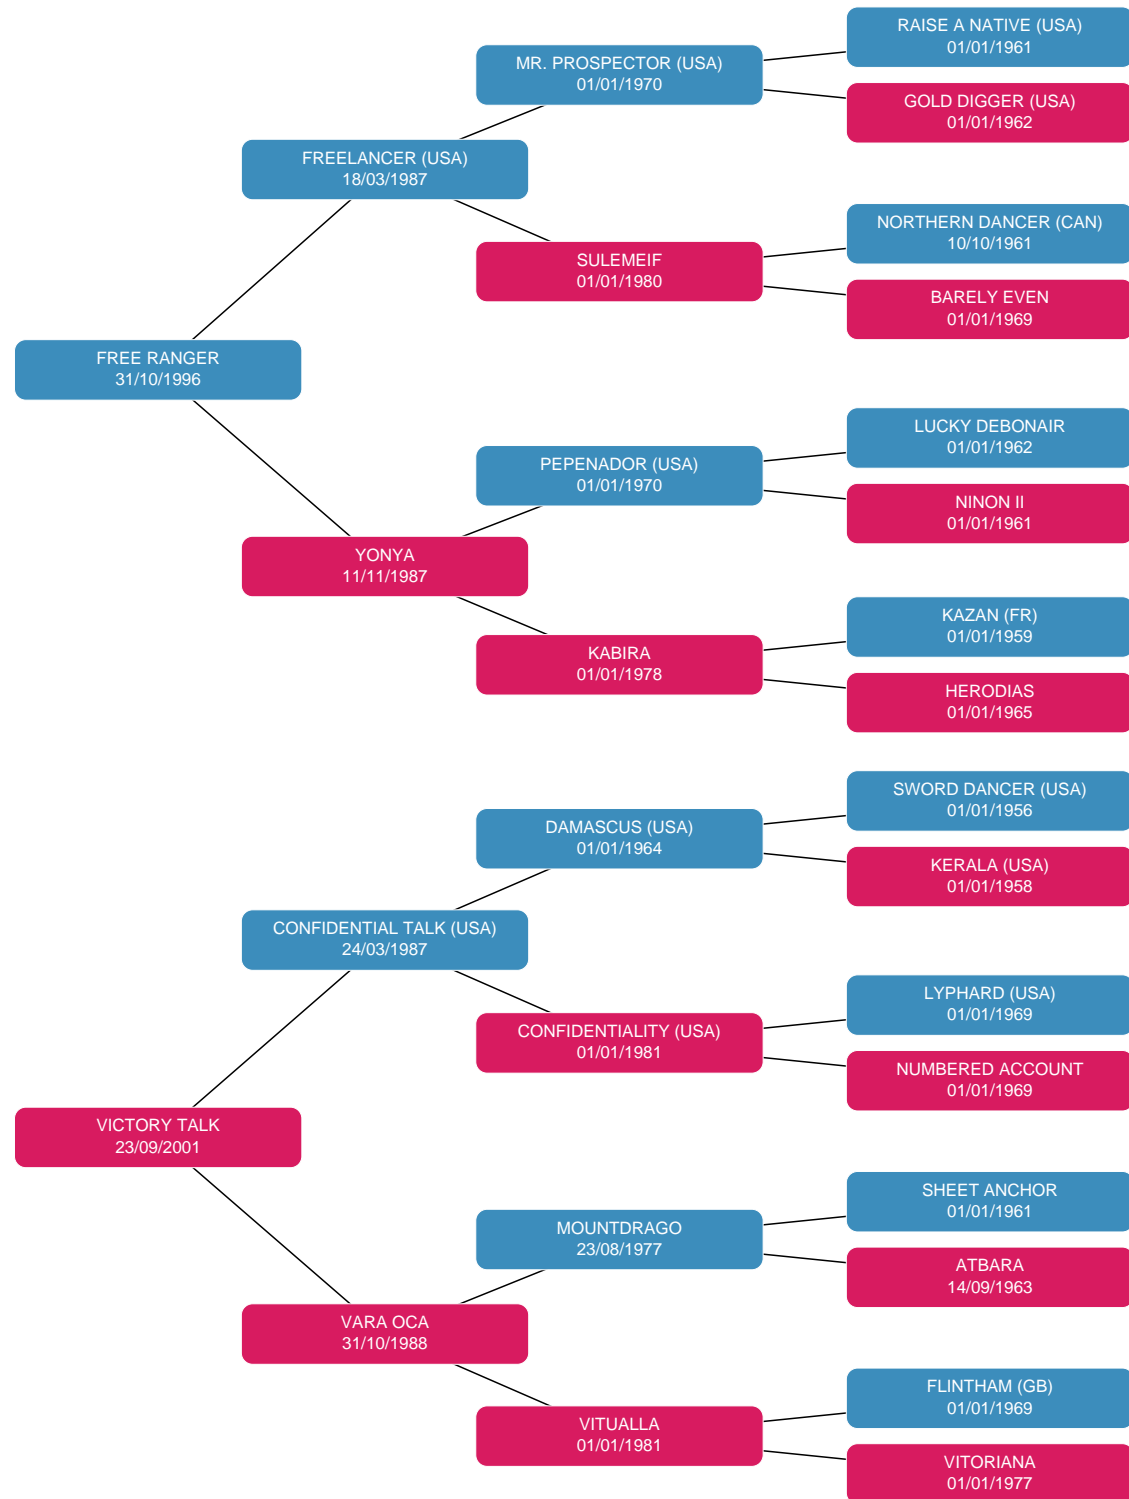 RAISE A NATIVE (USA)
01/01/1961
MR. PROSPECTOR (USA)
01/01/1970
GOLD DIGGER (USA)
01/01/1962
FREELANCER (USA)
18/03/1987
NORTHERN DANCER (CAN)
10/10/1961
SULEMEIF
01/01/1980
BARELY EVEN
01/01/1969
FREE RANGER
31/10/1996
LUCKY DEBONAIR
01/01/1962
PEPENADOR (USA)
01/01/1970
NINON II
01/01/1961
YONYA
11/11/1987
KAZAN (FR)
01/01/1959
KABIRA
01/01/1978
HERODIAS
01/01/1965
SWORD DANCER (USA)
01/01/1956
DAMASCUS (USA)
01/01/1964
KERALA (USA)
01/01/1958
CONFIDENTIAL TALK (USA)
24/03/1987
LYPHARD (USA)
01/01/1969
CONFIDENTIALITY (USA)
01/01/1981
NUMBERED ACCOUNT
01/01/1969
VICTORY TALK
23/09/2001
SHEET ANCHOR
01/01/1961
MOUNTDRAGO
23/08/1977
ATBARA
14/09/1963
VARA OCA
31/10/1988
FLINTHAM (GB)
01/01/1969
VITUALLA
01/01/1981
VITORIANA
01/01/1977